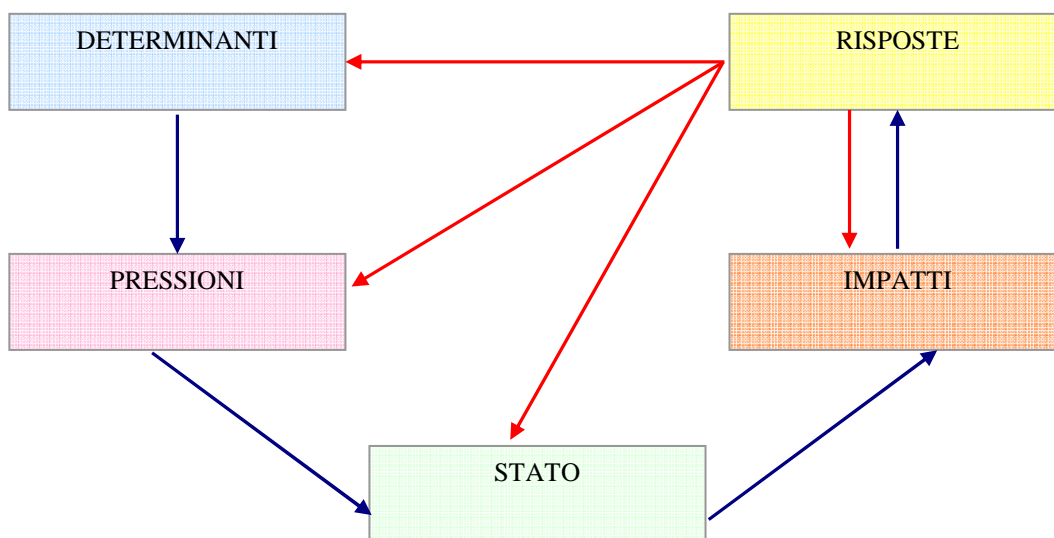 DETERMINANTI
RISPOSTE
PRESSIONI
IMPATTI
STATO